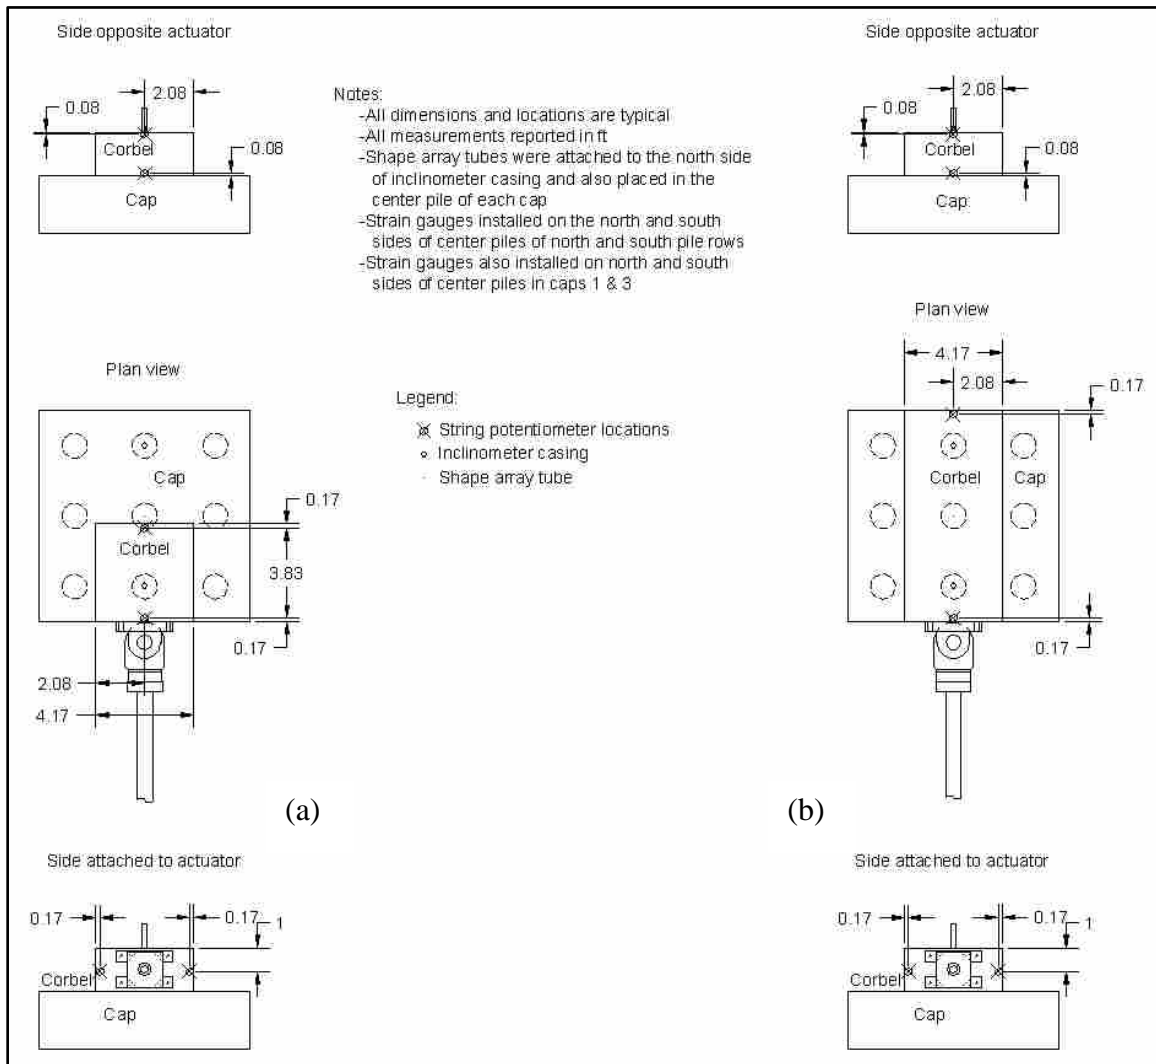 Side opposite actuator
2.08
0.08
Corbel
0.08
Cap
Notes:
-All dimensions and locations are typical
-All measurements reported in ft
-Shape array tubes were attached to the north side
of inclinometer casing and also placed in the
center pile of each cap
-Strain gauges installed on the north and south
sides of center piles of north and south pile rows
-Strain gauges also installed on north and south
sides of center piles in caps 1 & 3
Side opposite actuator
2.08
0.08
Corbel
0.08
Cap
Plan view
Cap
0.17
Corbel
3.83
0.17
2.08
4.17
(a)
Legend:
String potentiometer locations
Inclinometer casing
Shape array tube
Plan view
4.17
2.08
0.17
Corbel
Cap
0.17
(b)
Side attached to actuator
0.17
0.17
1
Corbel
Cap
Side attached to actuator
0.17
0.17
1
Corbel
Cap